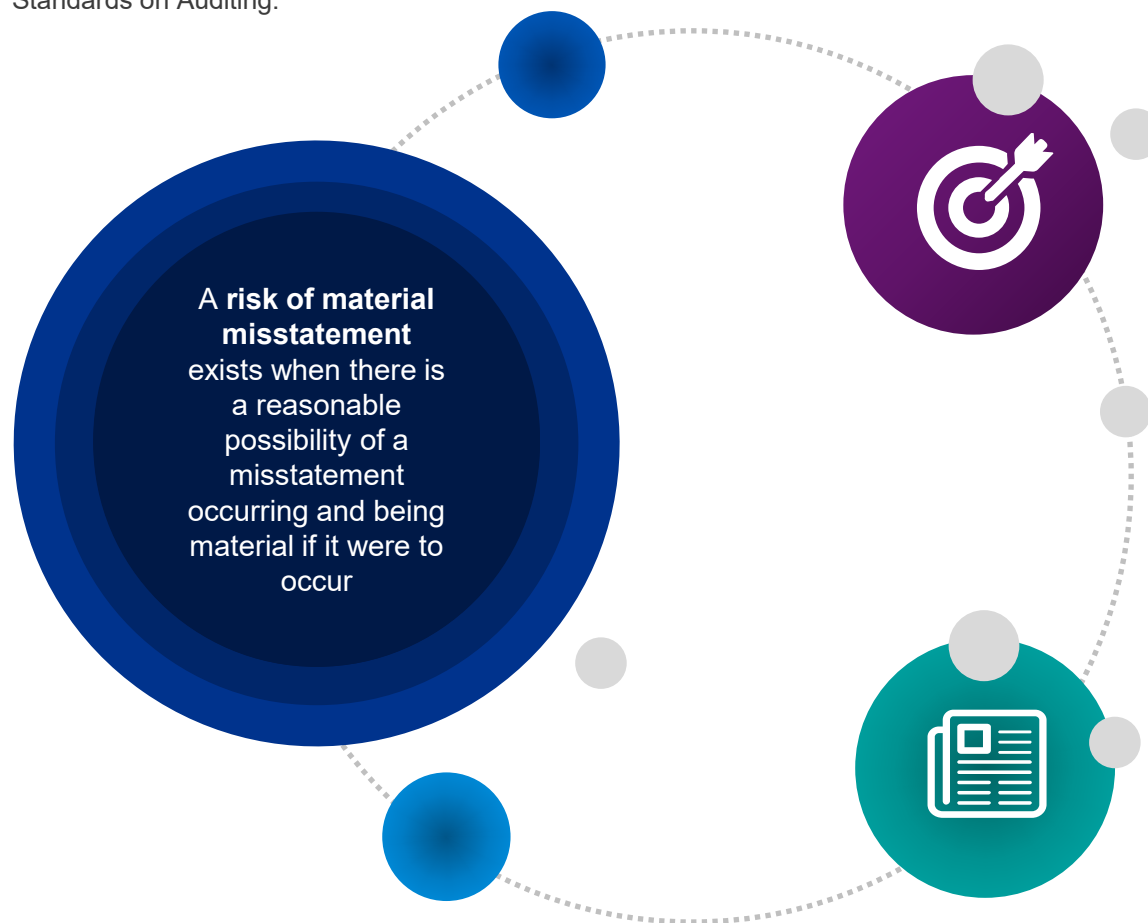 Standards on Auditing.
A risk of material
misstatement
exists when there is
a reasonable
possibility of a
misstatement
occurring and being
material if it were to
occur